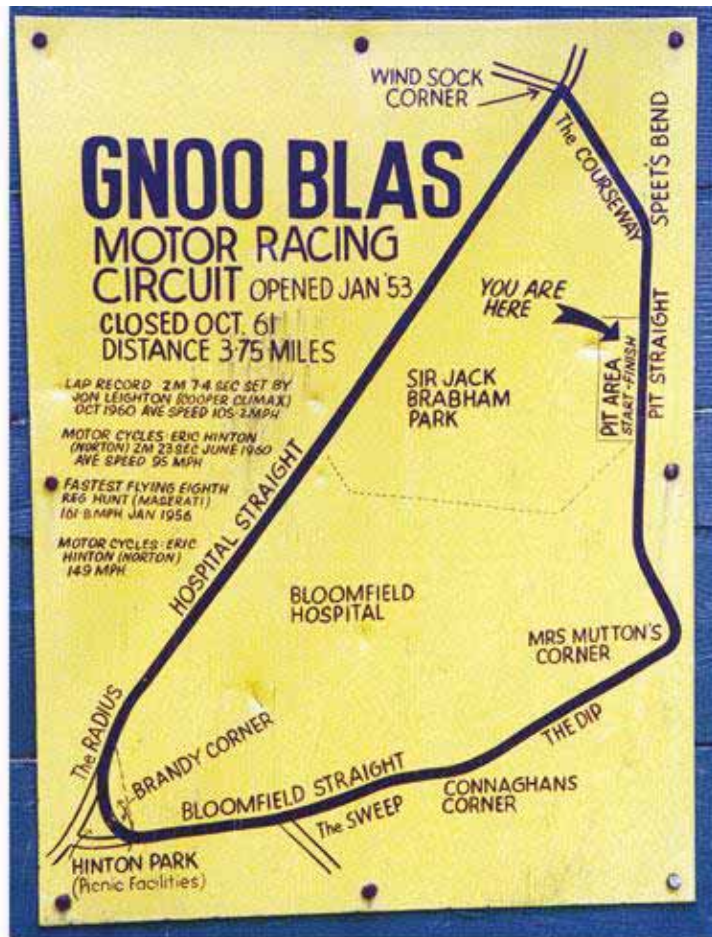 WIND SOCK
CORNER
The COURSEWAY
SPEET'S BEND
GNOO BLAS
MOTOR RACING
CIRCUIT OPENED JAN '53
CLOSED OCT. 61
DISTANCE 3·75 MILES
YOU ARE
HERE
LAP RECORD 2M 7·4 SEC SET BY
JON LEIGHTON (COOPER CLIMAX)
OCT 1960 AVE SPEED 105·2MPH
MOTOR CYCLES: ERIC HINTON
(NORTON) 2M 23 SEC JUNE 1960
AVE SPEED 95 MPH
FASTEST FLYING EIGHTH
REG HUNT (MASERATI)
161·8 MPH JAN 1956
MOTOR CYCLES: ERIC
HINTON (NORTON)
149 MPH
SIR JACK
BRABHAM
PARK
PIT AREA
START-FINISH
PIT STRAIGHT
HOSPITAL STRAIGHT
BLOOMFIELD
HOSPITAL
MRS MUTTON'S
CORNER
The RADIUS
BRANDY CORNER
BLOOMFIELD STRAIGHT
The SWEEP
CONNAGHANS
CORNER
THE DIP
HINTON PARK
(Picnic Facilities)